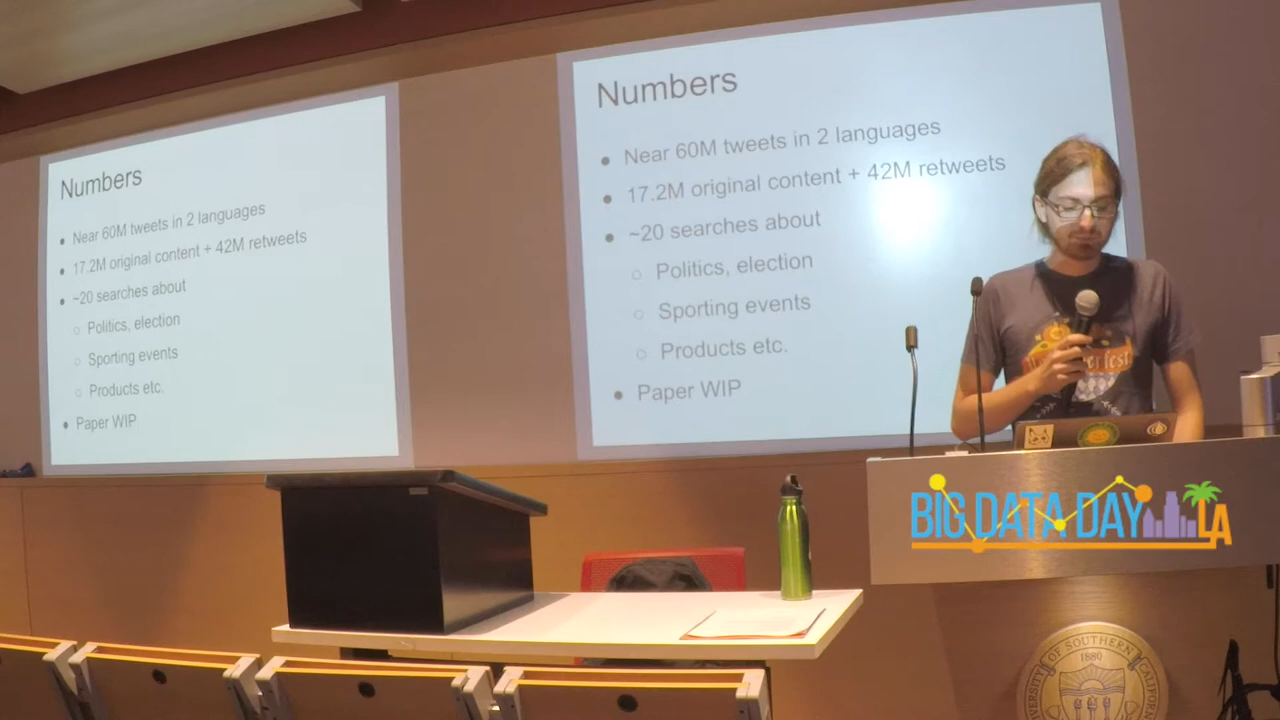 Numbers
• Near 60M tweets in 2 languages
• 17.2M original content + 42M retweets
• ~20 searches about
○ Politics, election
○ Sporting events
○ Products etc.
• Paper WIP
Numbers
• Near 60M tweets in 2 languages
• 17.2M original content + 42M retweets
• ~20 searches about
○ Politics, election
○ Sporting events
○ Products etc.
• Paper WIP
BIG DATA DAY LA
OF SOUTHERN CALIFORNIA
1880